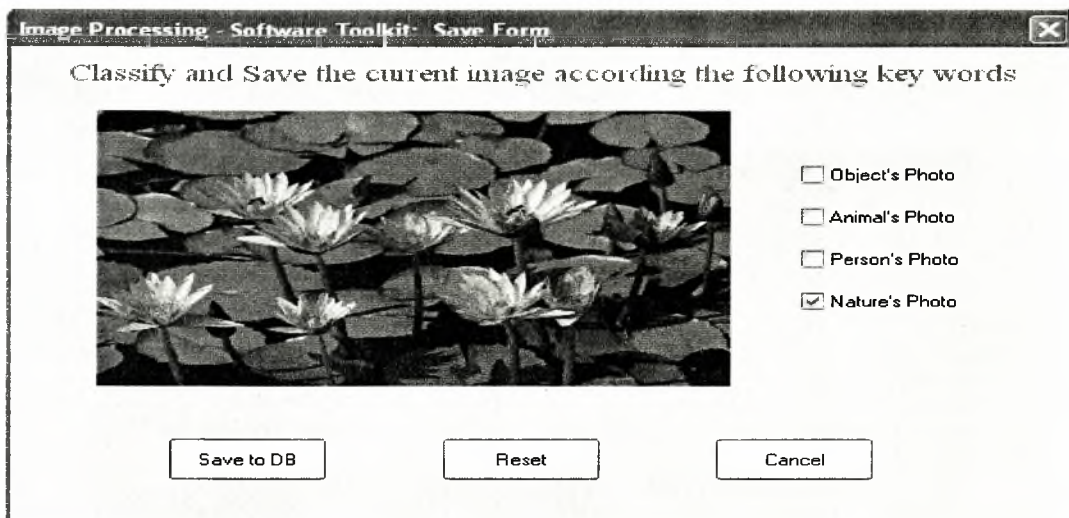 Image Processing - Software Toolkit: Save Form
Classify and Save the current image according the following key words
Object's Photo
Animal's Photo
Person's Photo
Nature's Photo
Save to DB Reset Cancel